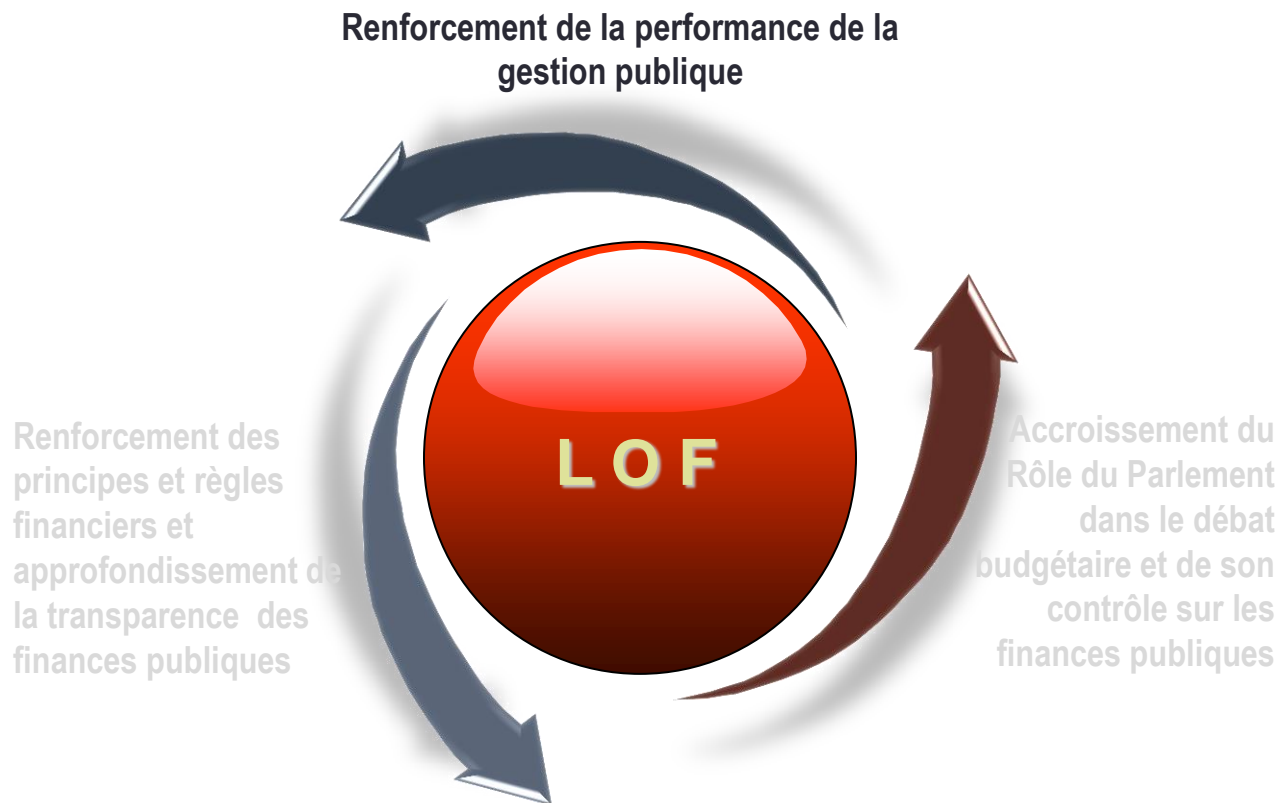 Renforcement de la performance de la
gestion publique
L O F
Renforcement des
principes et règles
financiers et
approfondissement de
la transparence des
finances publiques
Accroissement du
Rôle du Parlement
dans le débat
budgétaire et de son
contrôle sur les
finances publiques